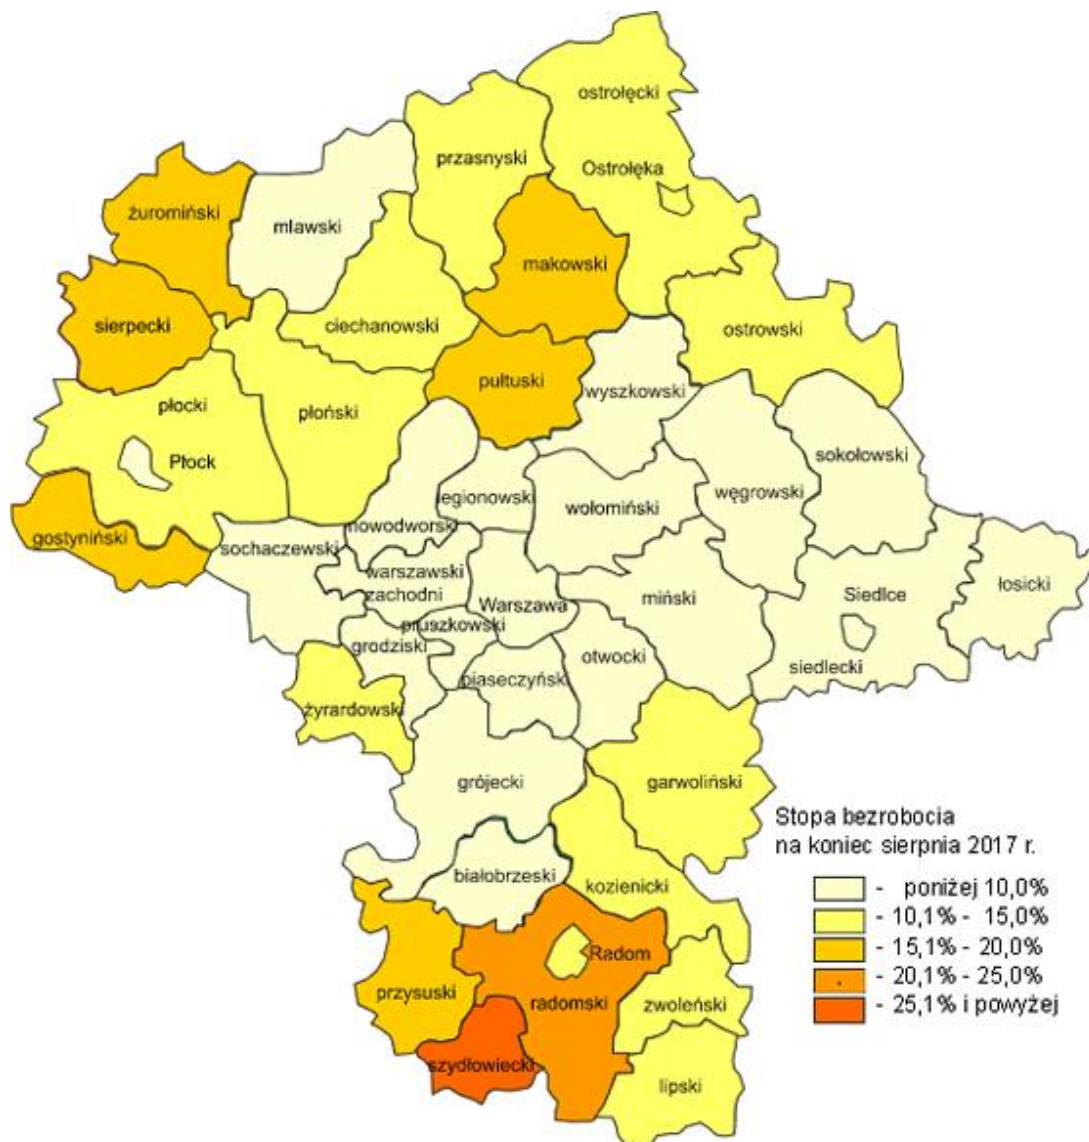 ostrołęcki
przasnyski
Ostrołęka
żuromiński
mlawski
makowski
sierpecki
ciechanowski
ostrowski
pułtuski
wyszkowski
płocki
płoński
sokołowski
Płock
legionowski
wołomiński
węgrowski
nowodworski
gostyniński
sochaczewski
warszawski
zachodni
Warszawa
miński
Siedlce
łosicki
pruszkowski
grodziski
otwocki
siedlecki
piaseczyńsk
żyrardowski
grójecki
garwoliński
Stopa bezrobocia
na koniec sierpnia 2017 r.
białobrzeski
kozienicki
- poniżej 10,0%
- 10,1% - 15,0%
- 15,1% - 20,0%
- 20,1% - 25,0%
- 25,1% i powyżej
Radom
przysuski
radomski
zwoleński
szydłowiecki
lipski